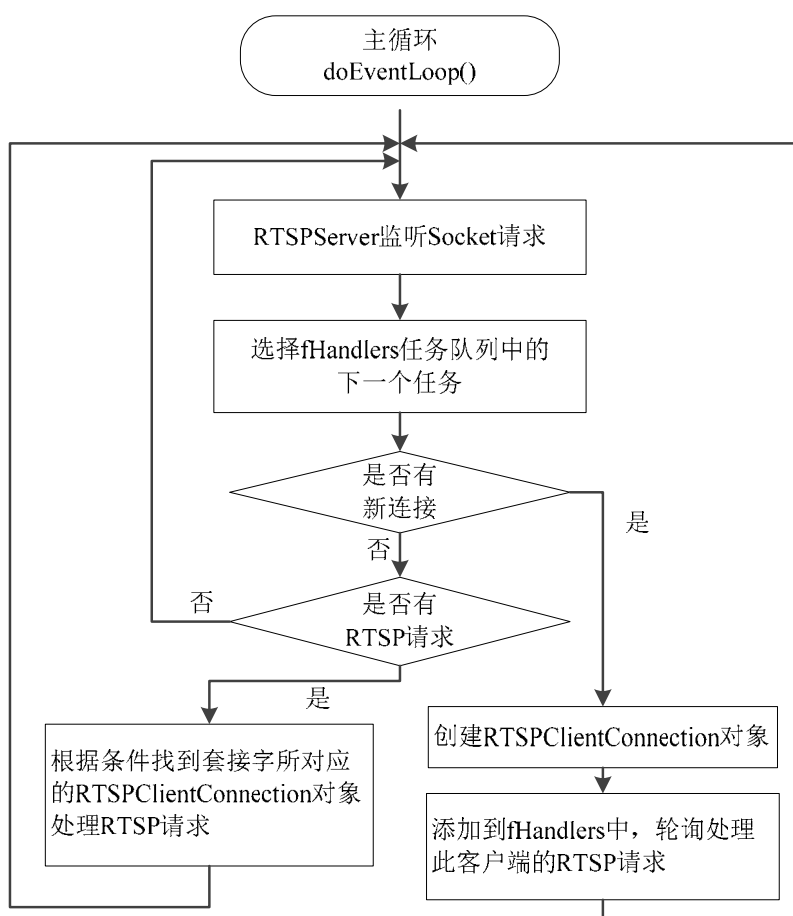 主循环
doEventLoop()
RTSPServer监听Socket请求
选择fHandlers任务队列中的
下一个任务
是否有
新连接
是
否
是否有
RTSP请求
否
是
根据条件找到套接字所对应
的RTSPClientConnection对象
处理RTSP请求
创建RTSPClientConnection对象
添加到fHandlers中，轮询处理
此客户端的RTSP请求